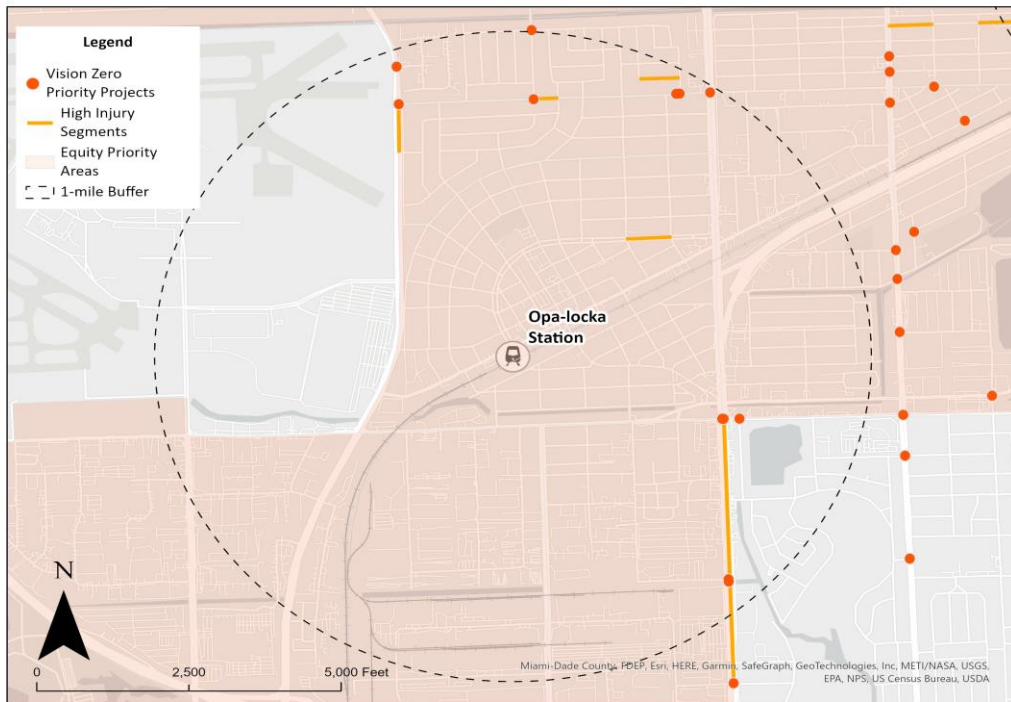 Legend
Vision Zero
Priority Projects
High Injury
Segments
Equity Priority
Areas
1-mile Buffer
Opa-locka
Station
N
0 2,500 5,000 Feet
Miami-Dade County, FDEP, Esri, HERE, Garmin, SafeGraph, GeoTechnologies, Inc, METI/NASA, USGS,
EPA, NPS, US Census Bureau, USDA